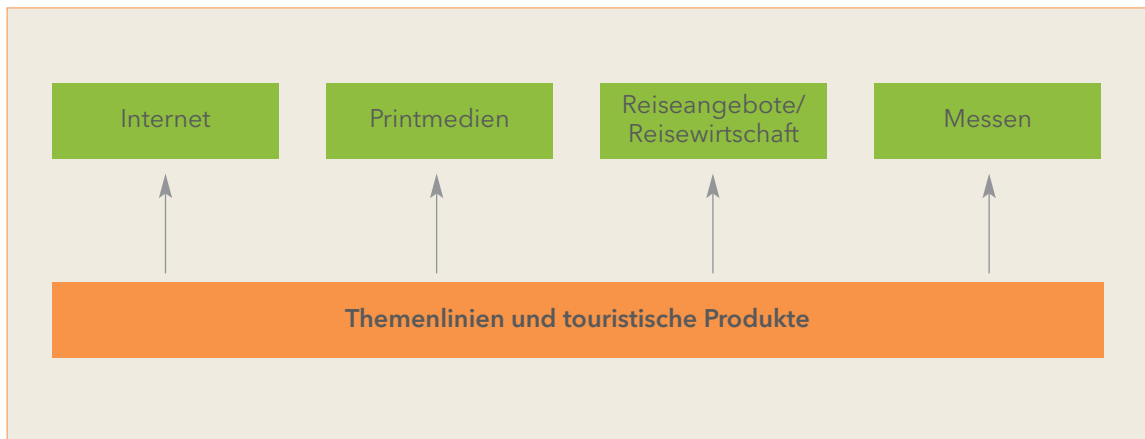 Internet
Printmedien
Reiseangebote/
Reisewirtschaft
Messen
Themenlinien und touristische Produkte